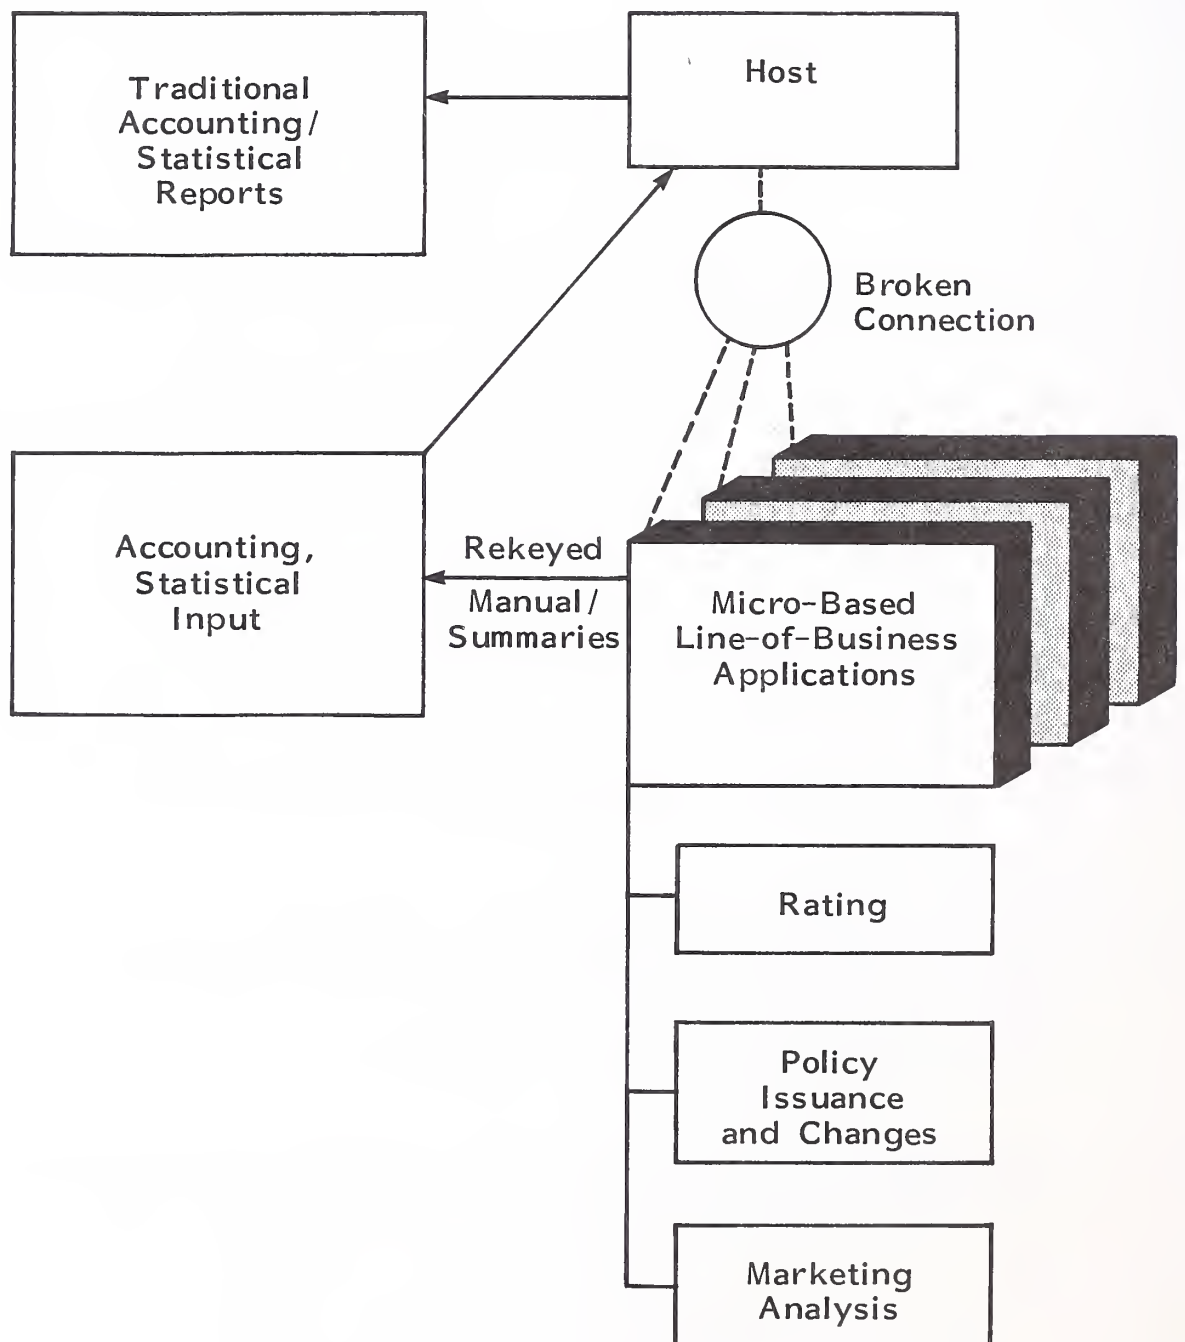 Traditional
Accounting/
Statistical
Reports
Host
Broken
Connection
Accounting,
Statistical
Input
Rekeyed
Manual/
Summaries
Micro-Based
Line-of-Business
Applications
Rating
Policy
Issuance
and Changes
Marketing
Analysis